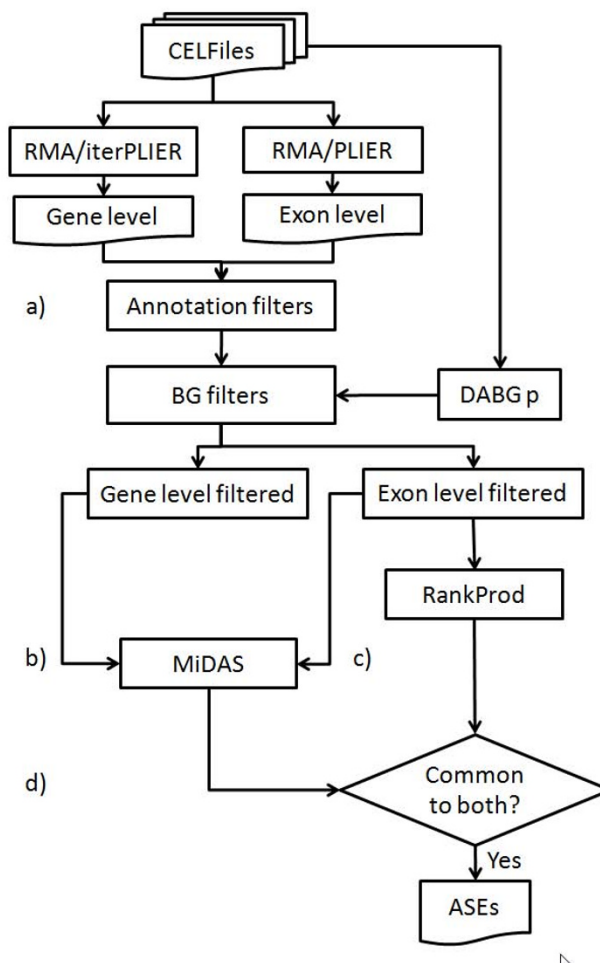 CELFiles
RMA/iterPLIER
RMA/PLIER
Gene level
Exon level
a)
Annotation filters
BG filters
DABG p
Gene level filtered
Exon level filtered
RankProd
b)
MiDAS
c)
d)
Common
to both?
Yes
ASEs